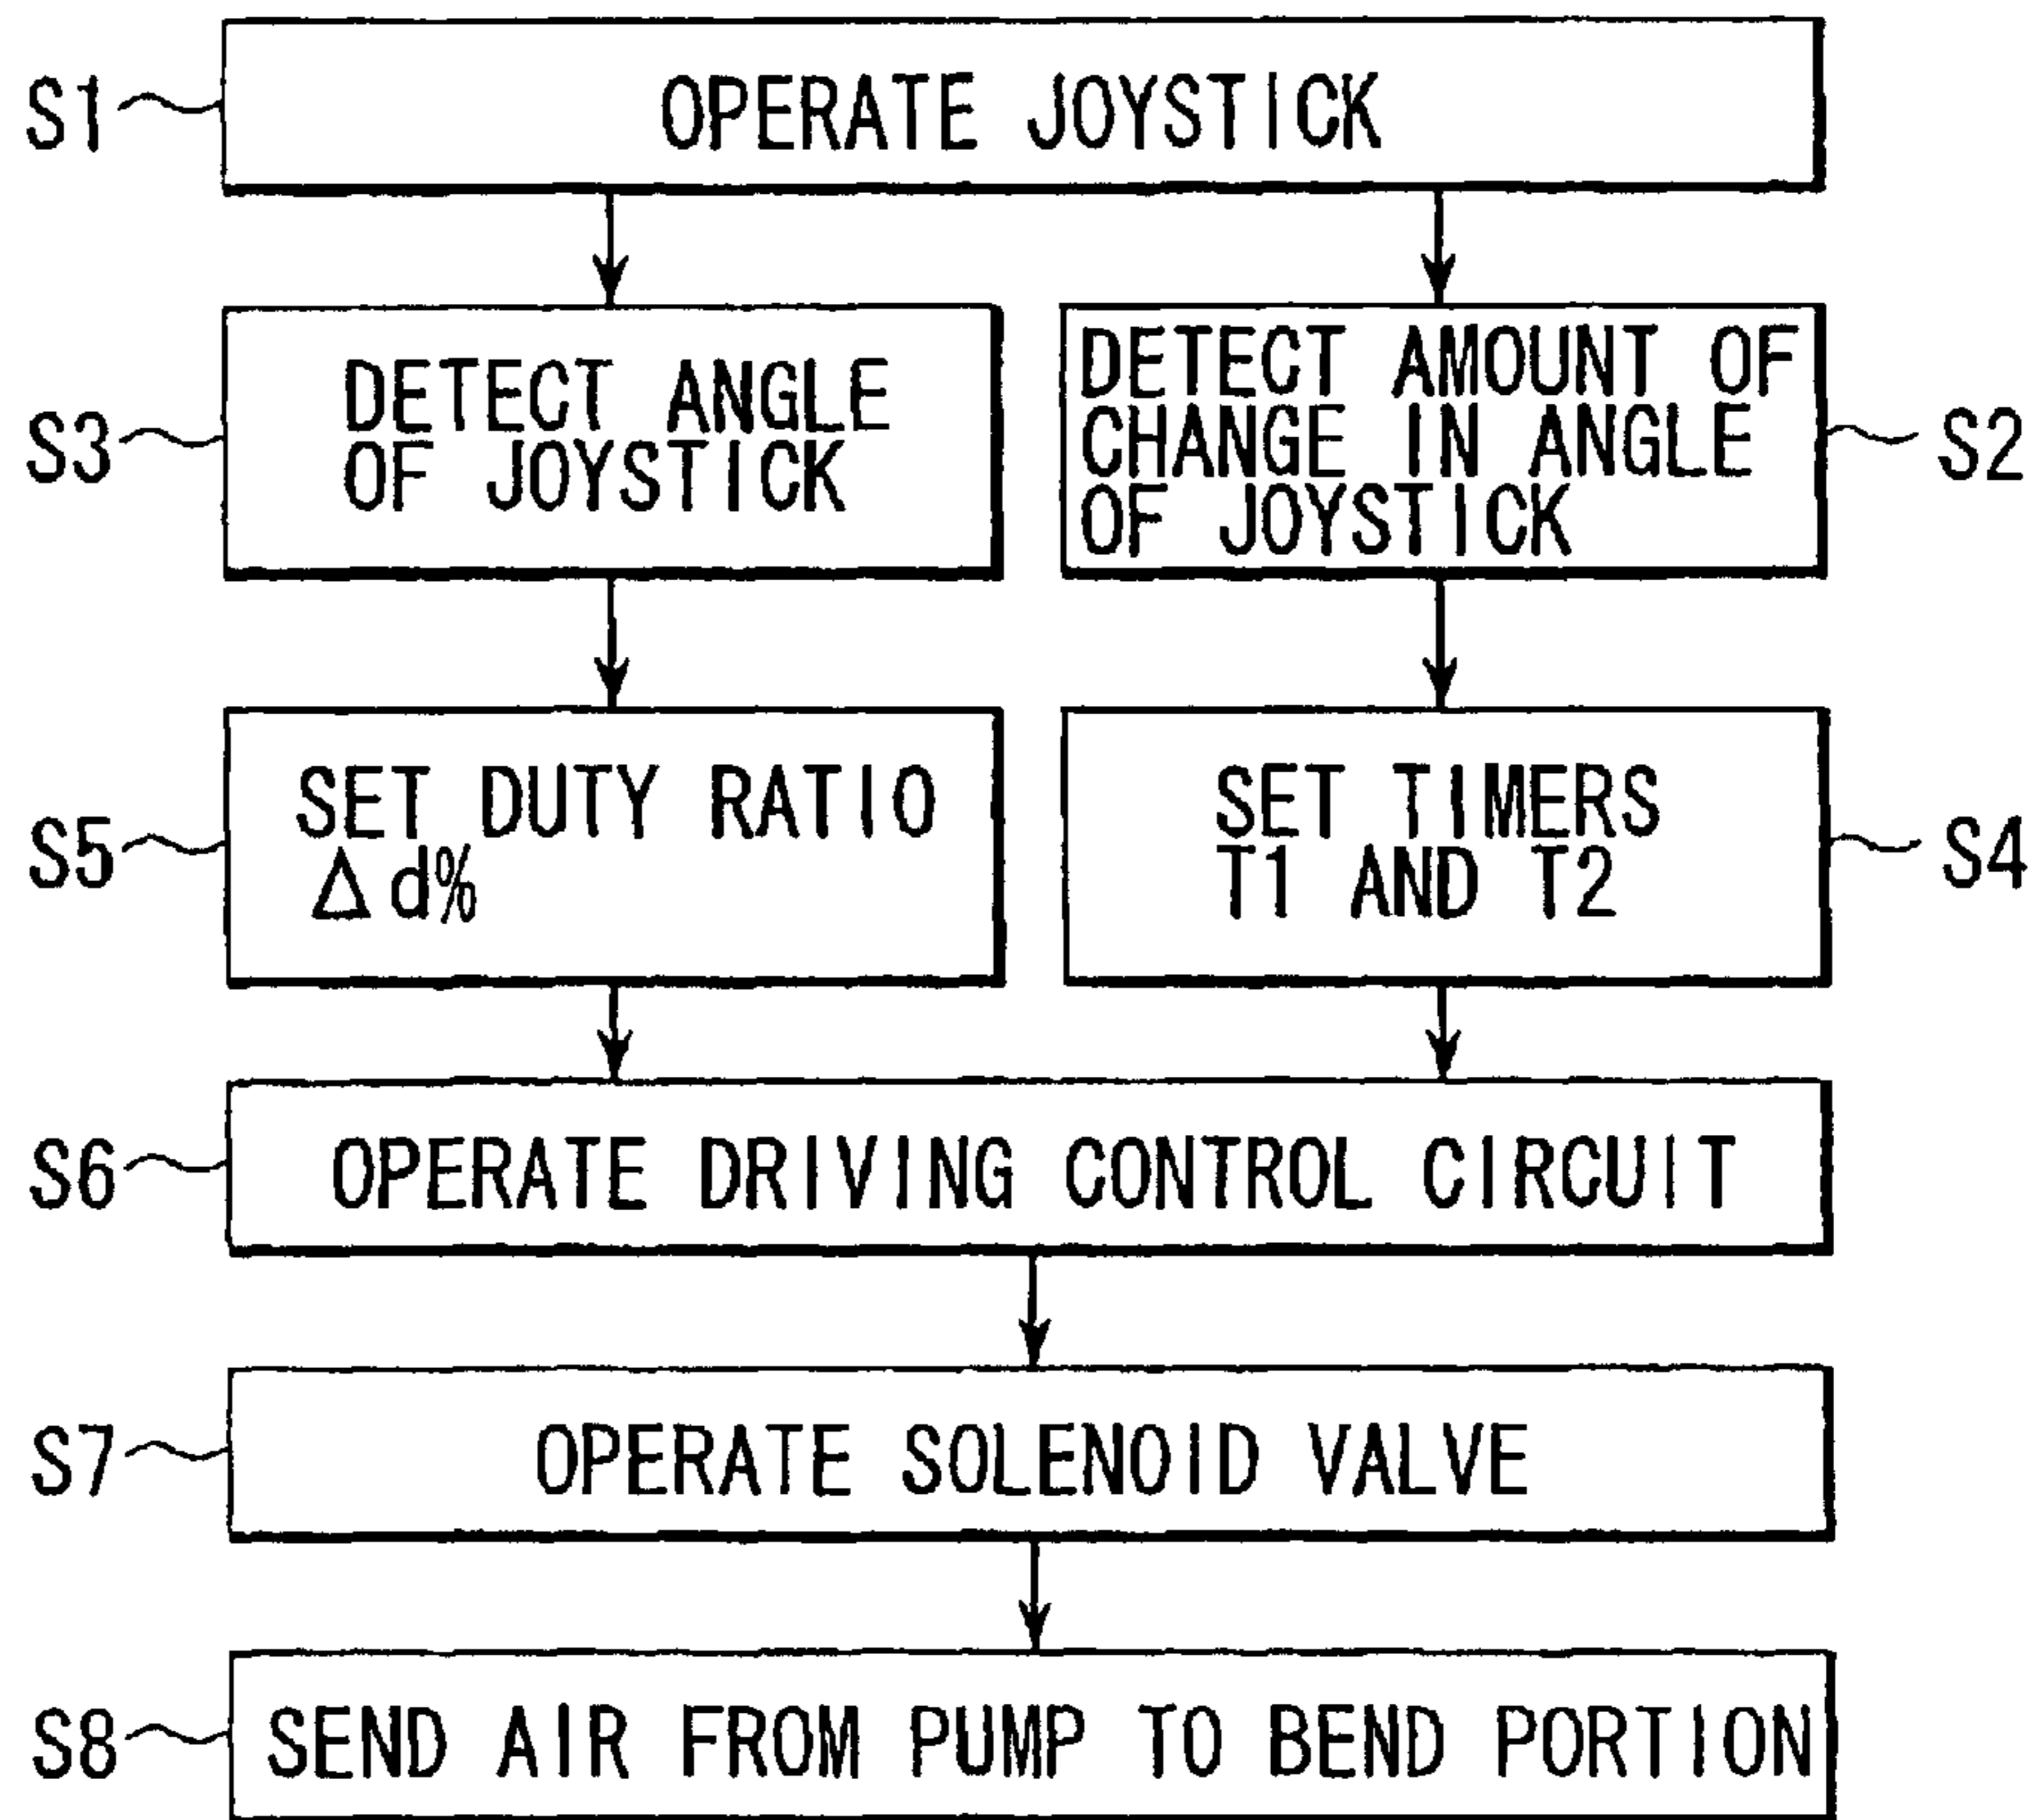 S1
OPERATE JOYSTICK
S3
DETECT ANGLE
OF JOYSTICK
DETECT AMOUNT OF
CHANGE IN ANGLE
OF JOYSTICK
S2
S5
SET DUTY RATIO
Δd%
SET TIMERS
T1 AND T2
S4
S6
OPERATE DRIVING CONTROL CIRCUIT
S7
OPERATE SOLENOID VALVE
S8
SEND AIR FROM PUMP TO BEND PORTION